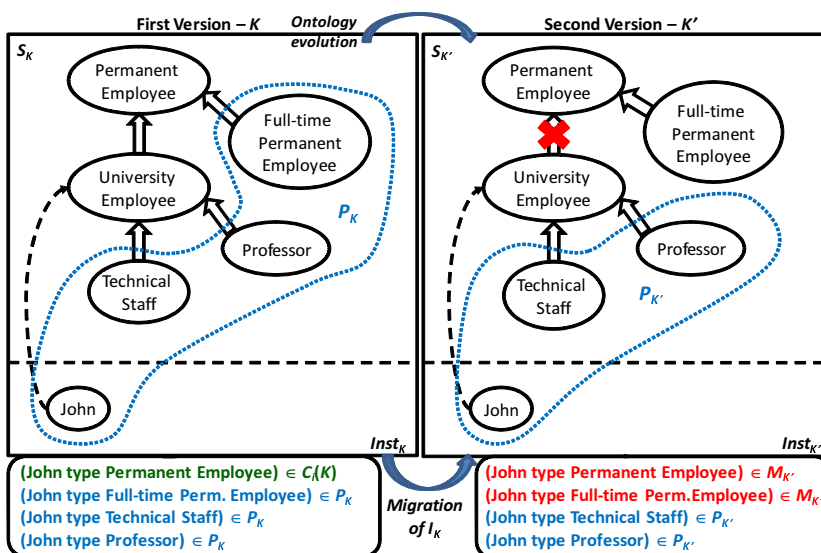 First Version – K
Ontology
evolution
Second Version – K’
S_K
Permanent
Employee
Full-time
Permanent
Employee
University
Employee
P_K
Professor
Technical
Staff
John
Inst_K
S_K’
Permanent
Employee
Full-time
Permanent
Employee
University
Employee
Professor
Technical
Staff
P_K’
John
Inst_K’
(John type Permanent Employee) ∈ C_i(K)
(John type Full-time Perm. Employee) ∈ P_K
(John type Technical Staff) ∈ P_K
(John type Professor) ∈ P_K
Migration
of I_K
(John type Permanent Employee) ∈ M_K’
(John type Full-time Perm.Employee) ∈ M_K’
(John type Technical Staff) ∈ P_K’
(John type Professor) ∈ P_K’